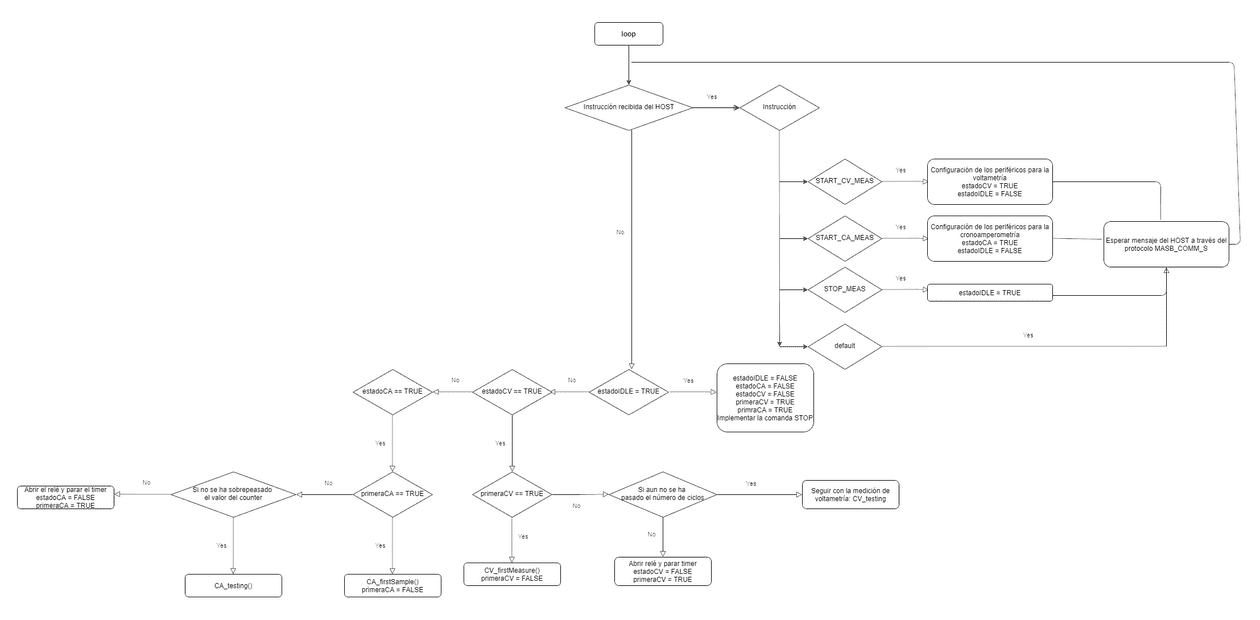 loop
Instrucción recibida del HOST
Yes
Instrucción
START_CV_MEAS
Yes
Configuración de los periféricos para la
voltametría
estadoCV = TRUE
estadoIDLE = FALSE
START_CA_MEAS
Yes
Configuración de los periféricos para la
cronoamperometría
estadoCA = TRUE
estadoIDLE = FALSE
Esperar mensaje del HOST a través del
protocolo MASB_COMM_S
No
STOP_MEAS
Yes
estadoIDLE = TRUE
default
Yes
estadoCA == TRUE
No
estadoCV == TRUE
No
estadoIDLE = TRUE
Yes
estadoIDLE = FALSE
estadoCA = FALSE
estadoCV = FALSE
primeraCV = TRUE
primraCA = TRUE
Implementar la comanda STOP
Yes
Yes
Abrir el relé y parar el timer
estadoCA = FALSE
primeraCA = TRUE
No
Si no se ha sobrepeasado
el valor del counter
No
primeraCA == TRUE
primeraCV == TRUE
No
Si aun no se ha
pasado el número de ciclos
Yes
Seguir con la medición de
voltametría: CV_testing
Yes
Yes
Yes
No
CA_testing()
CA_firstSample()
primeraCA = FALSE
CV_firstMeasure()
primeraCV = FALSE
Abrir relé y parar timer
estadoCV = FALSE
primeraCV = TRUE